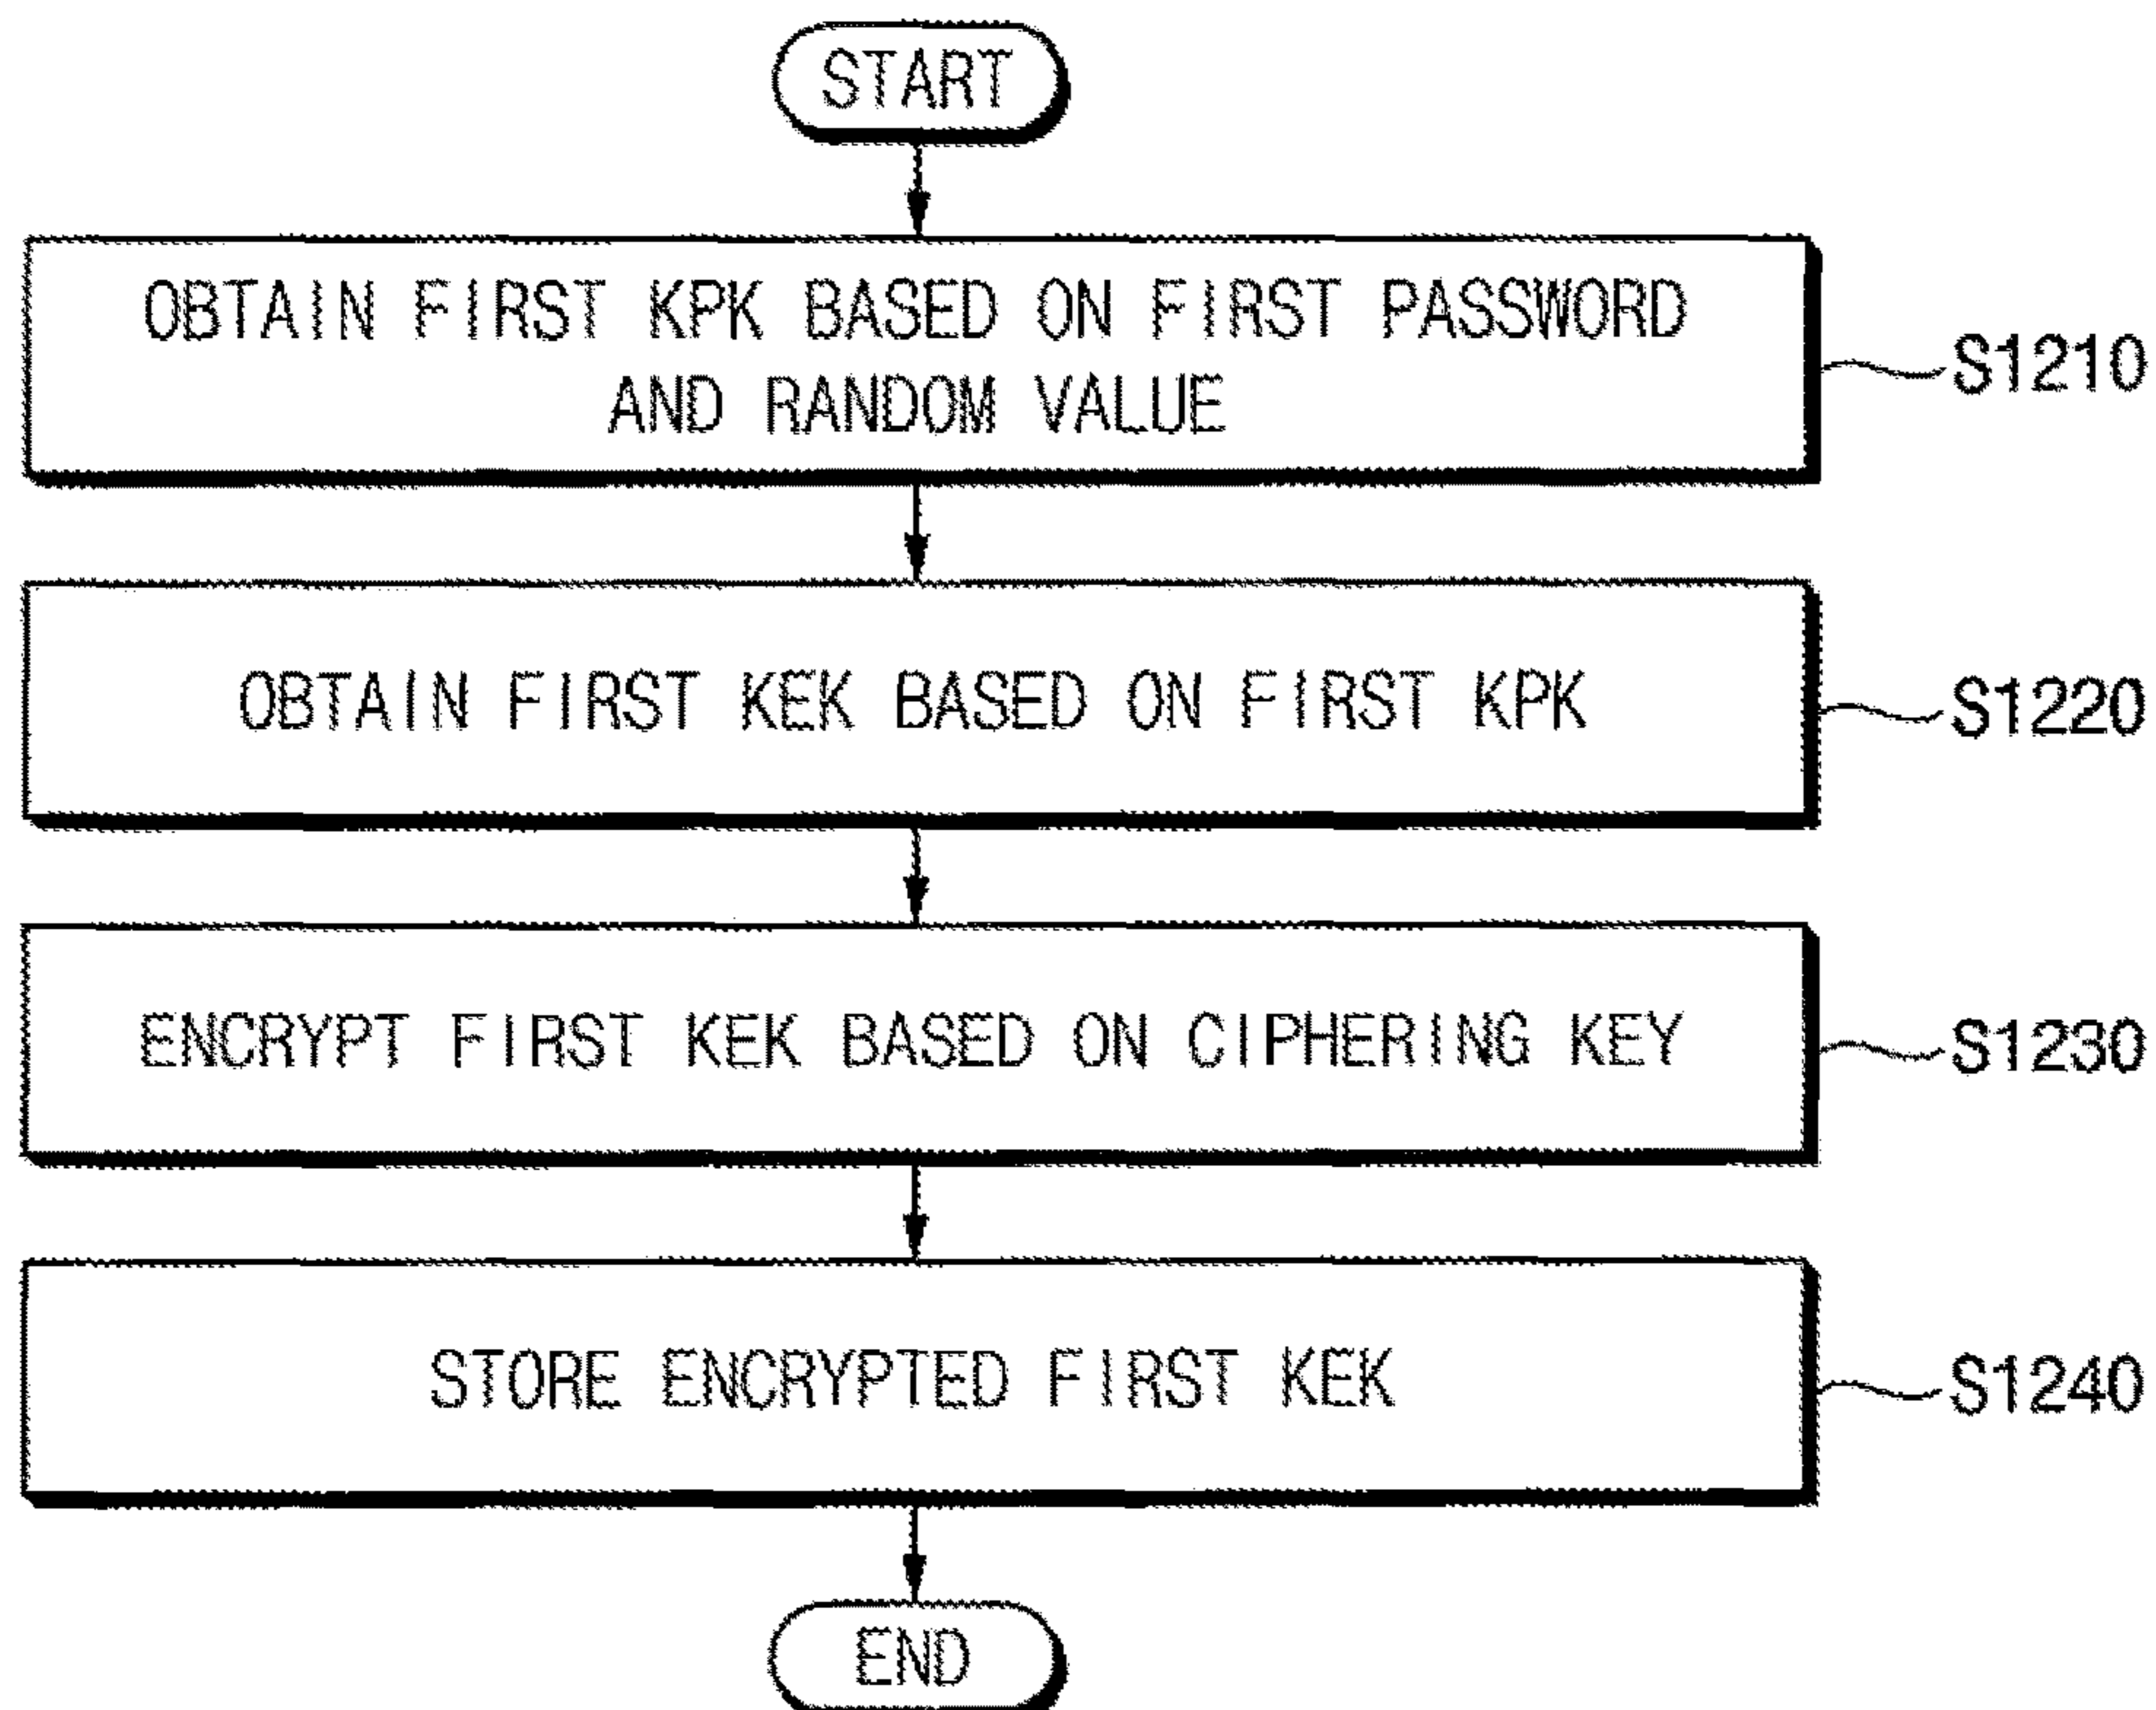 START
OBTAIN FIRST KPK BASED ON FIRST PASSWORD
AND RANDOM VALUE
S1210
OBTAIN FIRST KEK BASED ON FIRST KPK
S1220
ENCRYPT FIRST KEK BASED ON CIPHERING KEY
S1230
STORE ENCRYPTED FIRST KEK
S1240
END